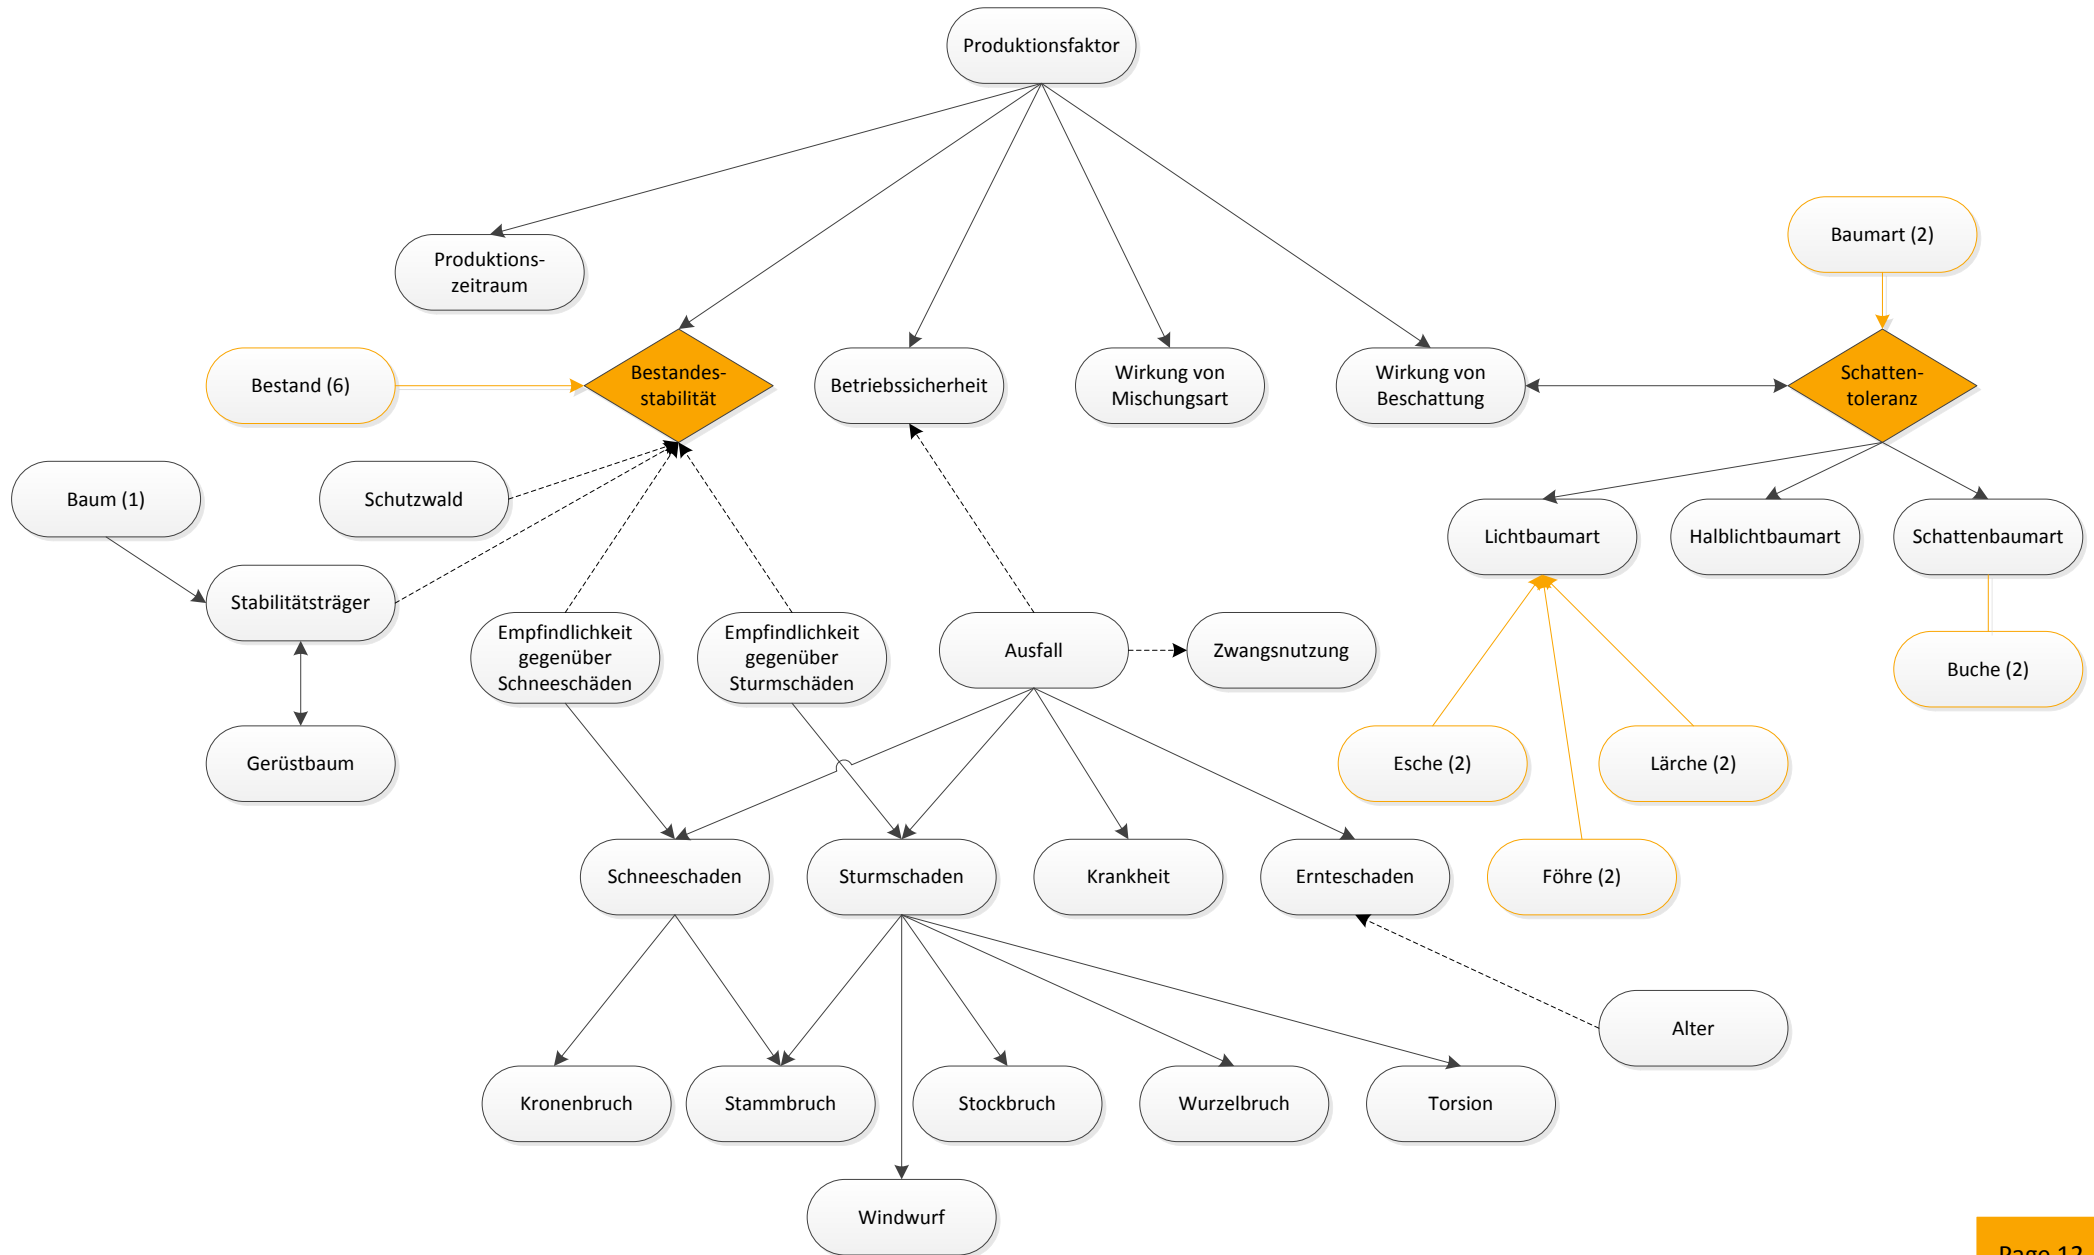 Produktionsfaktor
Baumart (2)
Produktions-
zeitraum
Bestand (6)
Bestandes-
stabilität
Betriebssicherheit
Wirkung von
Mischungsart
Wirkung von
Beschattung
Schatten-
toleranz
Baum (1)
Schutzwald
Lichtbaumart
Halblichtbaumart
Schattenbaumart
Stabilitätsträger
Empfindlichkeit
gegenüber
Schneeschäden
Empfindlichkeit
gegenüber
Sturmschäden
Ausfall
Zwangsnutzung
Buche (2)
Gerüstbaum
Esche (2)
Lärche (2)
Schneeschaden
Sturmschaden
Krankheit
Ernteschaden
Föhre (2)
Alter
Kronenbruch
Stammbruch
Stockbruch
Wurzelbruch
Torsion
Windwurf
Page 12